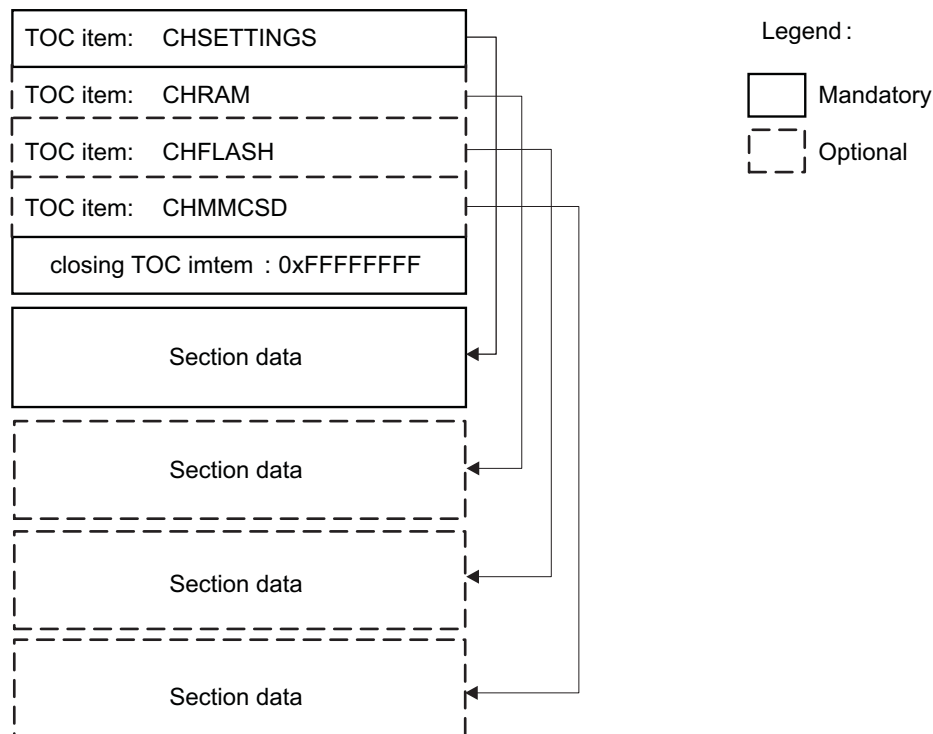 TOC item: CHSETTINGS
TOC item: CHRAM
TOC item: CHFLASH
TOC item: CHMMCSD
closing TOC imtem : 0xFFFFFFFF
Section data
Section data
Section data
Section data
Legend :
Mandatory
Optional